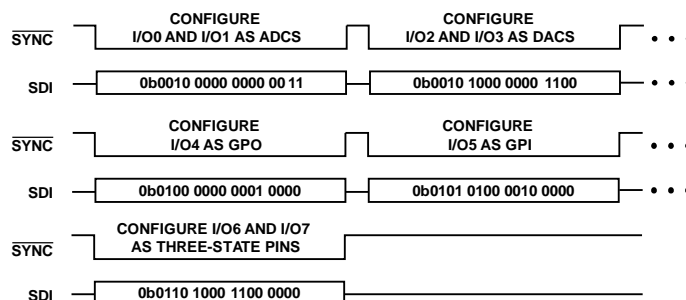 CONFIGURE
I/O0 AND I/O1 AS ADCS
CONFIGURE
I/O2 AND I/O3 AS DACS
SYNC
SDI
0b0010 0000 0000 0011
0b0010 1000 0000 1100
CONFIGURE
I/O4 AS GPO
CONFIGURE
I/O5 AS GPI
SYNC
SDI
0b0100 0000 0001 0000
0b0101 0100 0010 0000
CONFIGURE I/O6 AND I/O7
AS THREE-STATE PINS
SYNC
SDI
0b0110 1000 1100 0000